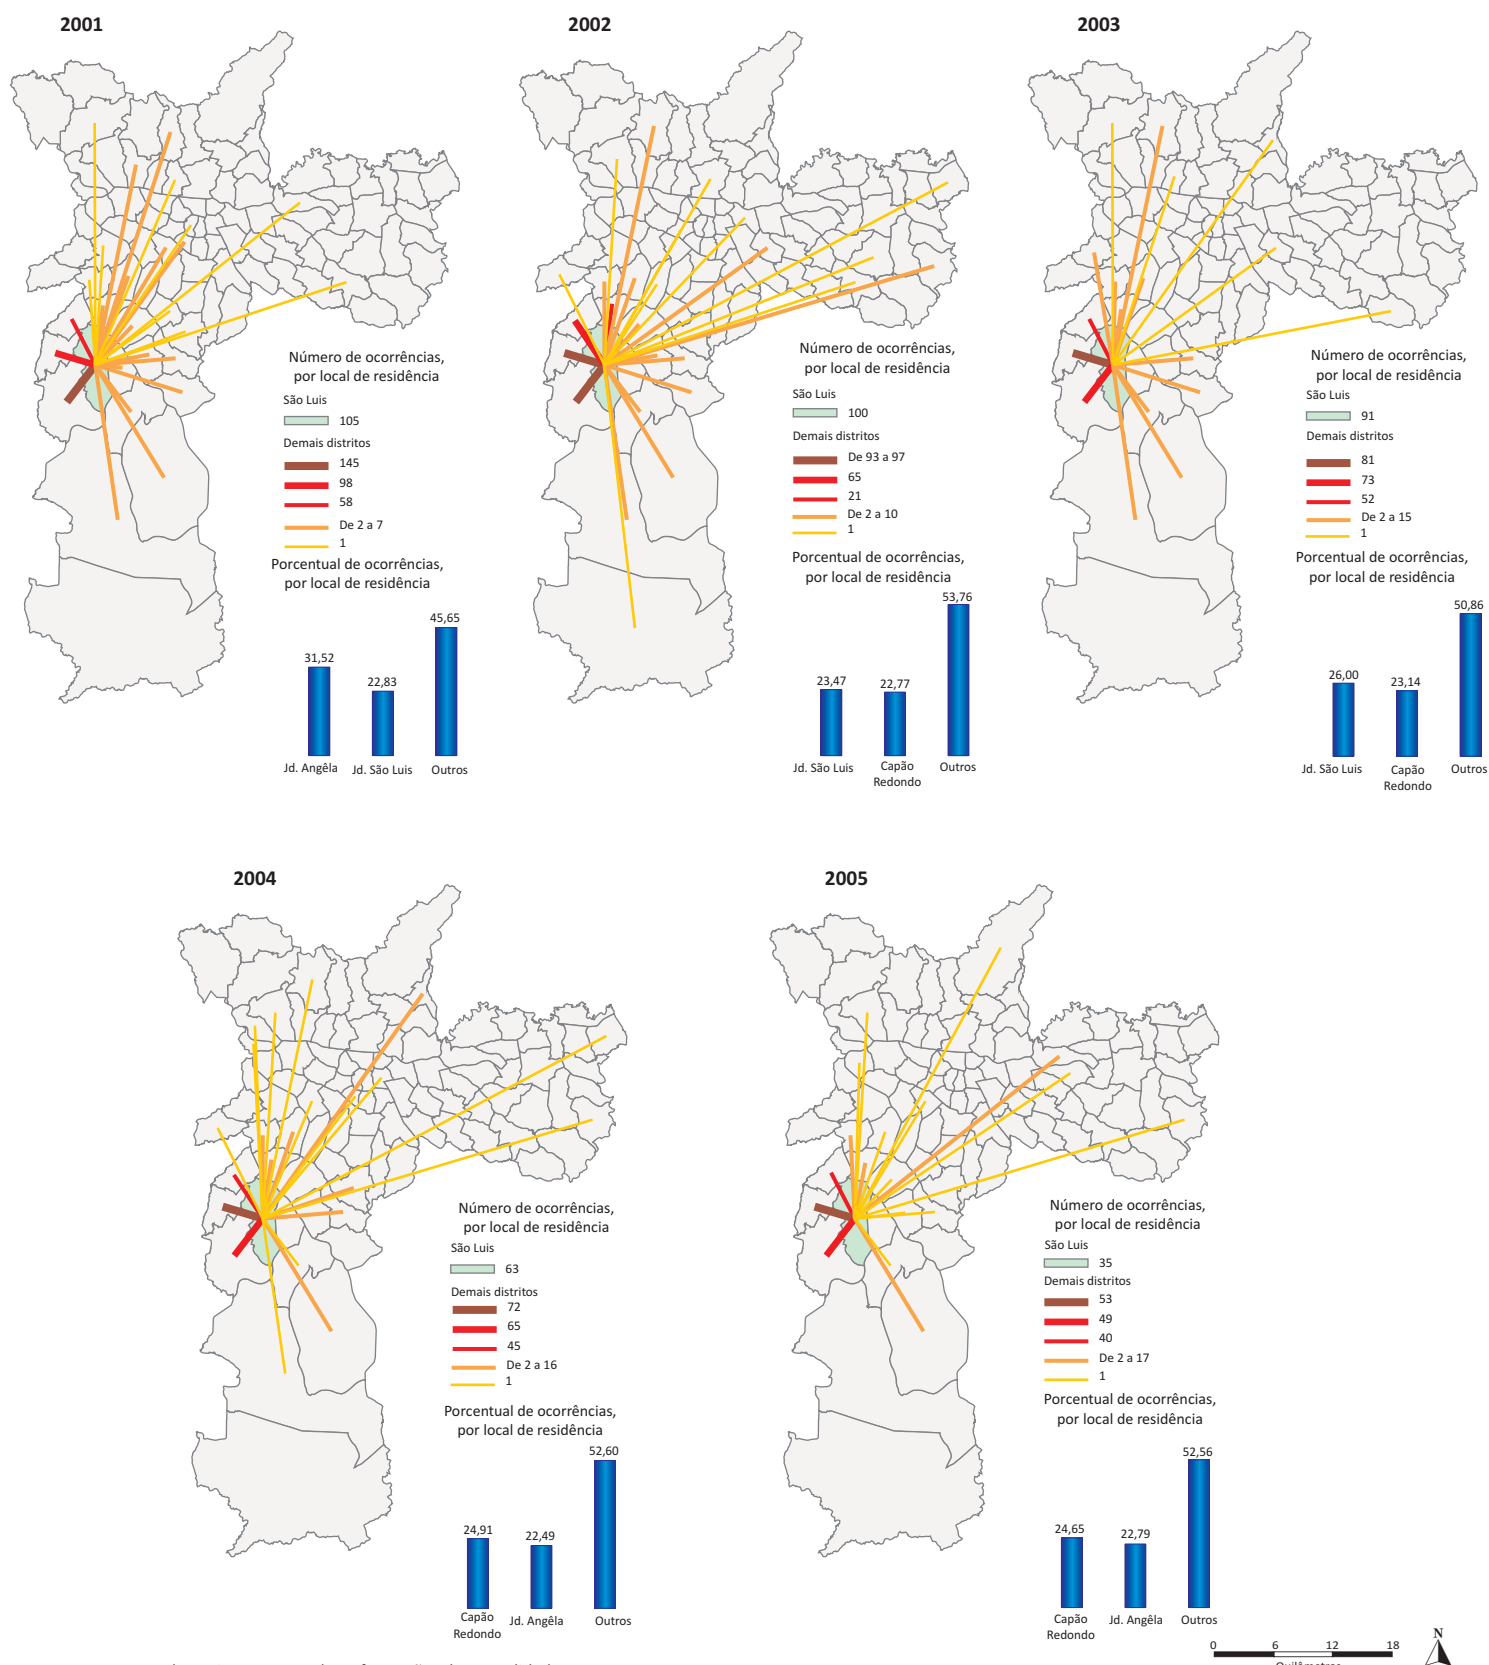 2001
Número de ocorrências,
por local de residência
São Luis
105
Demais distritos
145
98
58
De 2 a 7
1
Porcentual de ocorrências,
por local de residência
45,65
31,52
22,83
Jd. Angêla
Jd. São Luis
Outros
2002
Número de ocorrências,
por local de residência
São Luis
100
Demais distritos
De 93 a 97
65
21
De 2 a 10
1
Porcentual de ocorrências,
por local de residência
53,76
23,47
22,77
Jd. São Luis
Capão
Redondo
Outros
2003
Número de ocorrências,
por local de residência
São Luis
91
Demais distritos
81
73
52
De 2 a 15
1
Porcentual de ocorrências,
por local de residência
50,86
26,00
23,14
Jd. São Luis
Capão
Redondo
Outros
2004
Número de ocorrências,
por local de residência
São Luis
63
Demais distritos
72
65
45
De 2 a 16
1
Porcentual de ocorrências,
por local de residência
52,60
24,91
22,49
Capão
Redondo
Jd. Angêla
Outros
2005
Número de ocorrências,
por local de residência
São Luis
35
Demais distritos
53
49
40
De 2 a 17
1
Porcentual de ocorrências,
por local de residência
52,56
24,65
22,79
Capão
Redondo
Jd. Angêla
Outros
0 6 12 18
Quilômetros
N